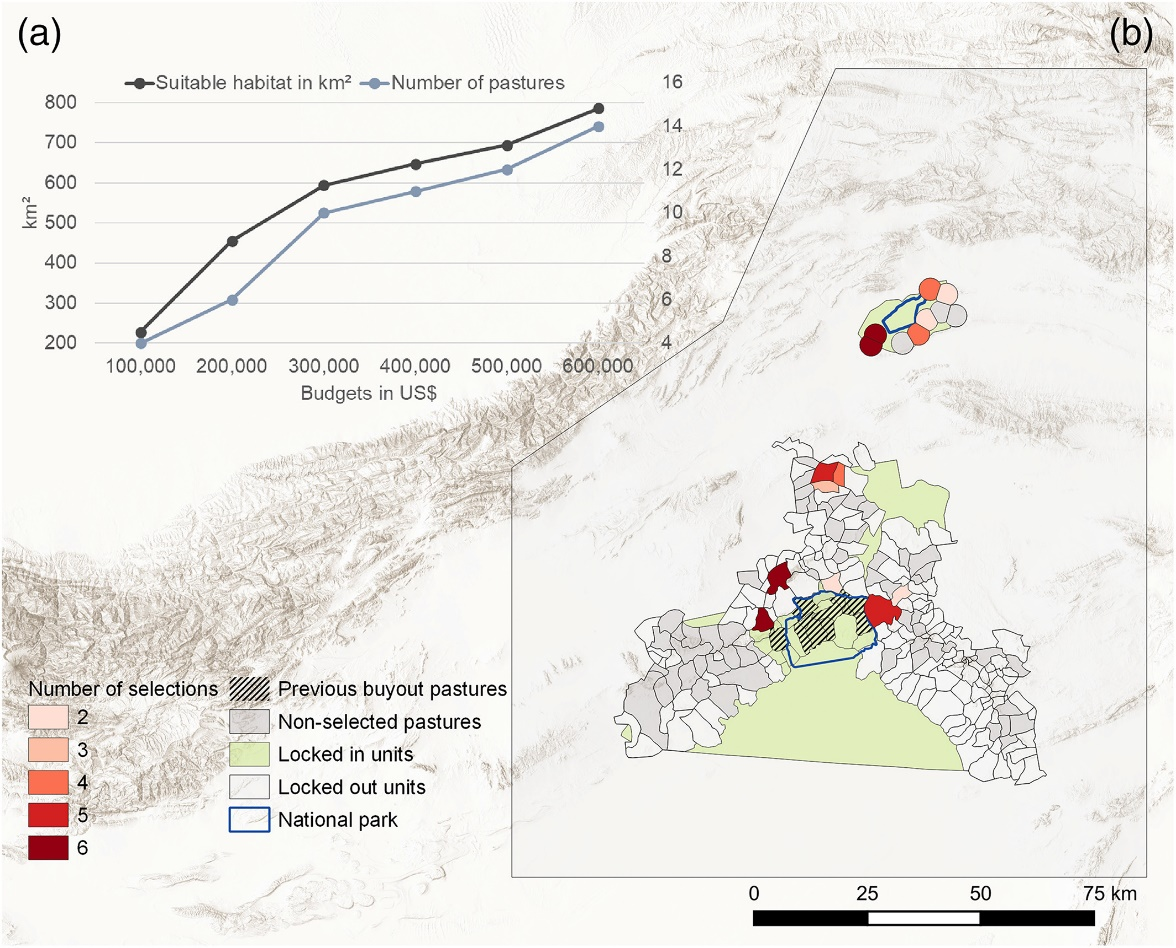 (a)
(b)
Suitable habitat in km² Number of pastures
800
700
600
500
400
300
200
km²
16
14
12
10
8
6
4
100,000 200,000 300,000 400,000 500,000 600,000
Budgets in US$
Number of selections
2
3
4
5
6
Previous buyout pastures
Non-selected pastures
Locked in units
Locked out units
National park
0 25 50 75 km